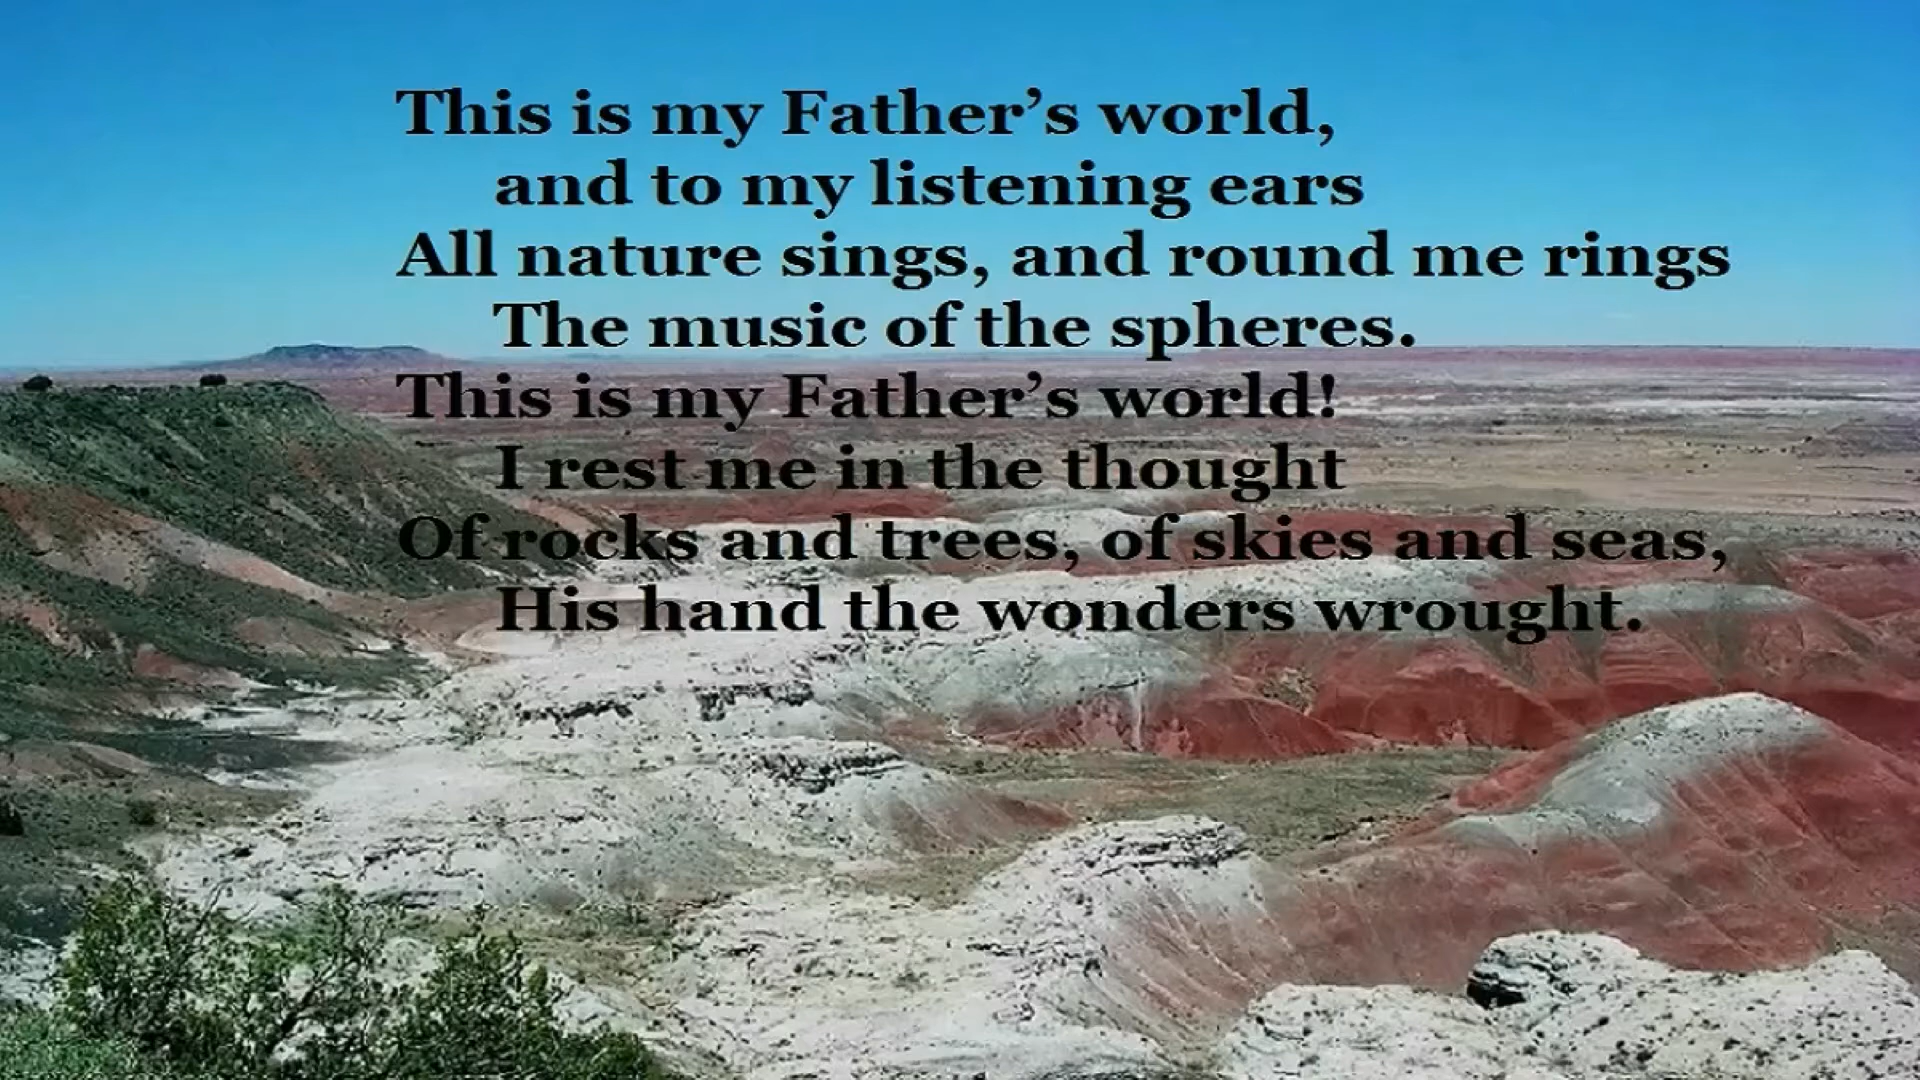 This is my Father’s world,
and to my listening ears
All nature sings, and round me rings
The music of the spheres.
This is my Father’s world!
I rest me in the thought
Of rocks and trees, of skies and seas,
His hand the wonders wrought.